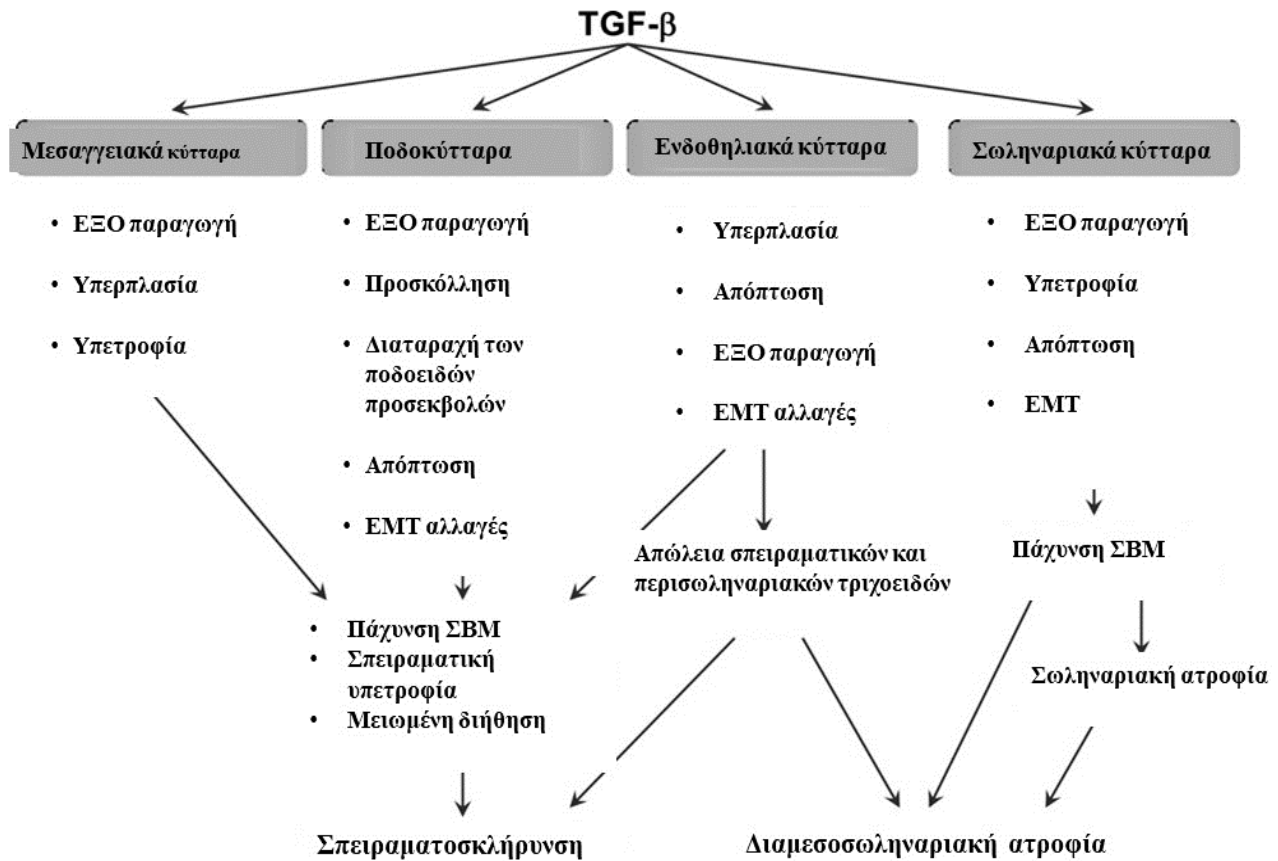 TGF-β
Μεσαγγειακά κύτταρα
Ποδοκύτταρα
Ενδοθηλιακά κύτταρα
Σωληναριακά κύτταρα
• ΕΞΟ παραγωγή
• Υπερπλασία
• Υπετροφία
• ΕΞΟ παραγωγή
• Προσκόλληση
• Διαταραχή των
ποδοειδών
προσεκβολών
• Απόπτωση
• ΕΜΤ αλλαγές
• Υπερπλασία
• Απόπτωση
• ΕΞΟ παραγωγή
• ΕΜΤ αλλαγές
• ΕΞΟ παραγωγή
• Υπετροφία
• Απόπτωση
• ΕΜΤ
Απώλεια σπειραματικών και
περισωληναριακών τριχοειδών
Πάχυνση ΣΒΜ
• Πάχυνση ΣΒΜ
• Σπειραματική
υπετροφία
• Μειωμένη διήθηση
Σωληναριακή ατροφία
Σπειραματοσκλήρυνση
Διαμεσοσωληναριακή ατροφία